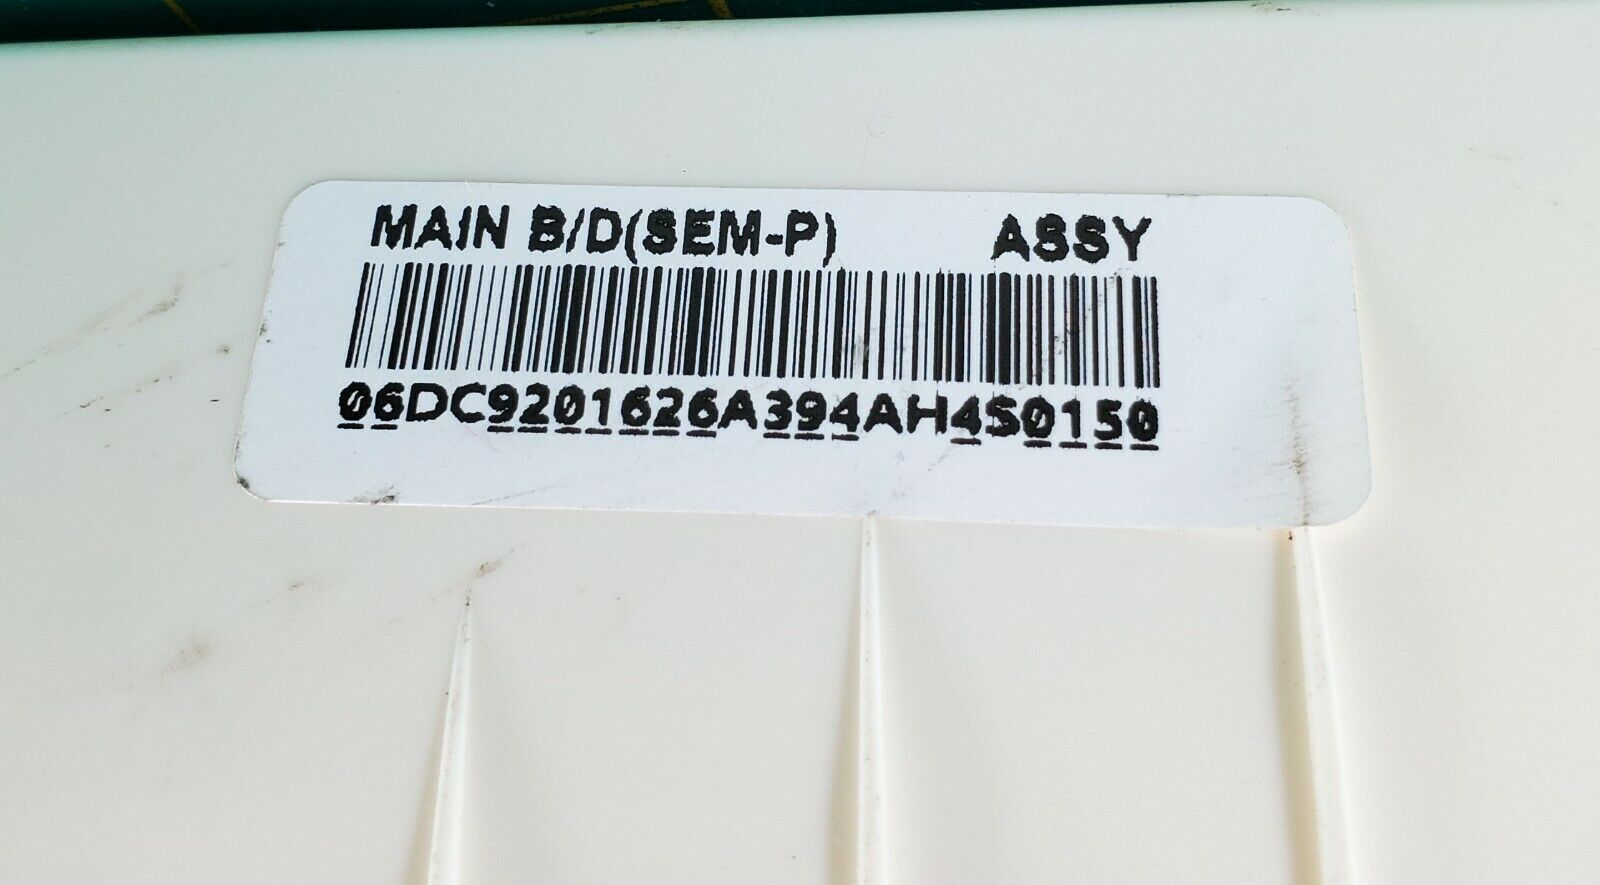 MAIN B/D(SEM-P) ASSY
06DC9201626A394AH4S0150